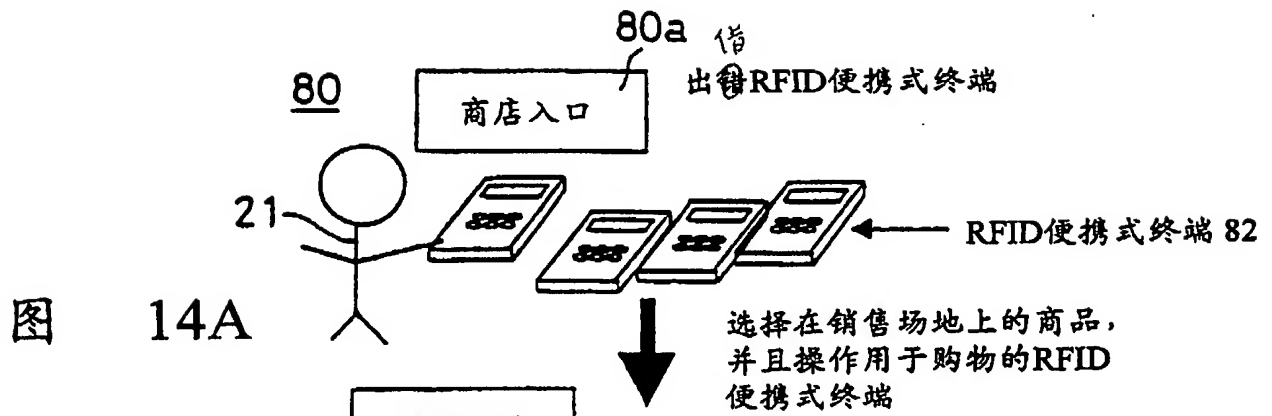 80a
借
出錯RFID便携式终端
80
商店入口
21
RFID便携式终端 82
图 14A
选择在销售场地上的商品,
并且操作用于购物的RFID
便携式终端